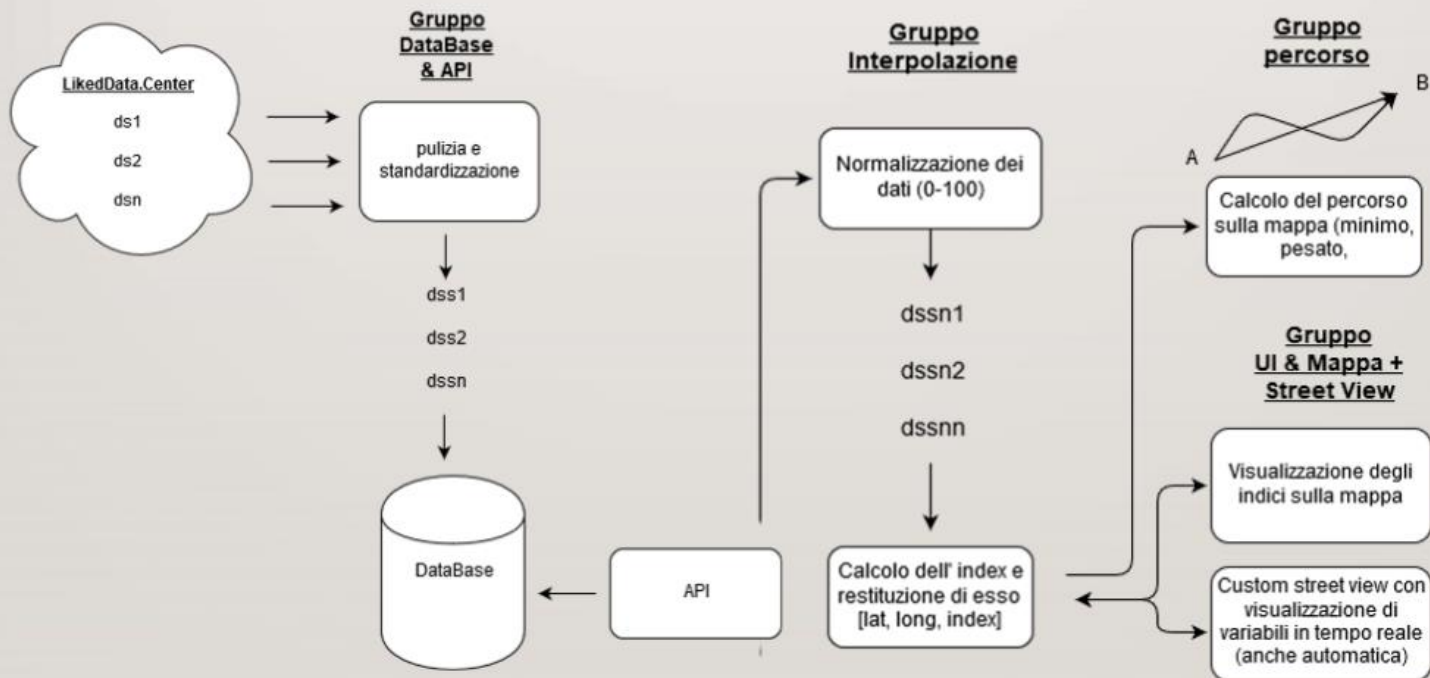 Gruppo
DataBase
& API
LikedData.Center
ds1
ds2
dsn
pulizia e
standardizzazione
dss1
dss2
dssn
DataBase
API
Gruppo
Interpolazione
Normalizzazione dei
dati (0-100)
dssn1
dssn2
dssnn
Calcolo dell' index e
restituzione di esso
[lat, long, index]
Gruppo
percorso
A
B
Calcolo del percorso
sulla mappa (minimo,
pesato,
Gruppo
UI & Mappa +
Street View
Visualizzazione degli
indici sulla mappa
Custom street view con
visualizzazione di
variabili in tempo reale
(anche automatica)